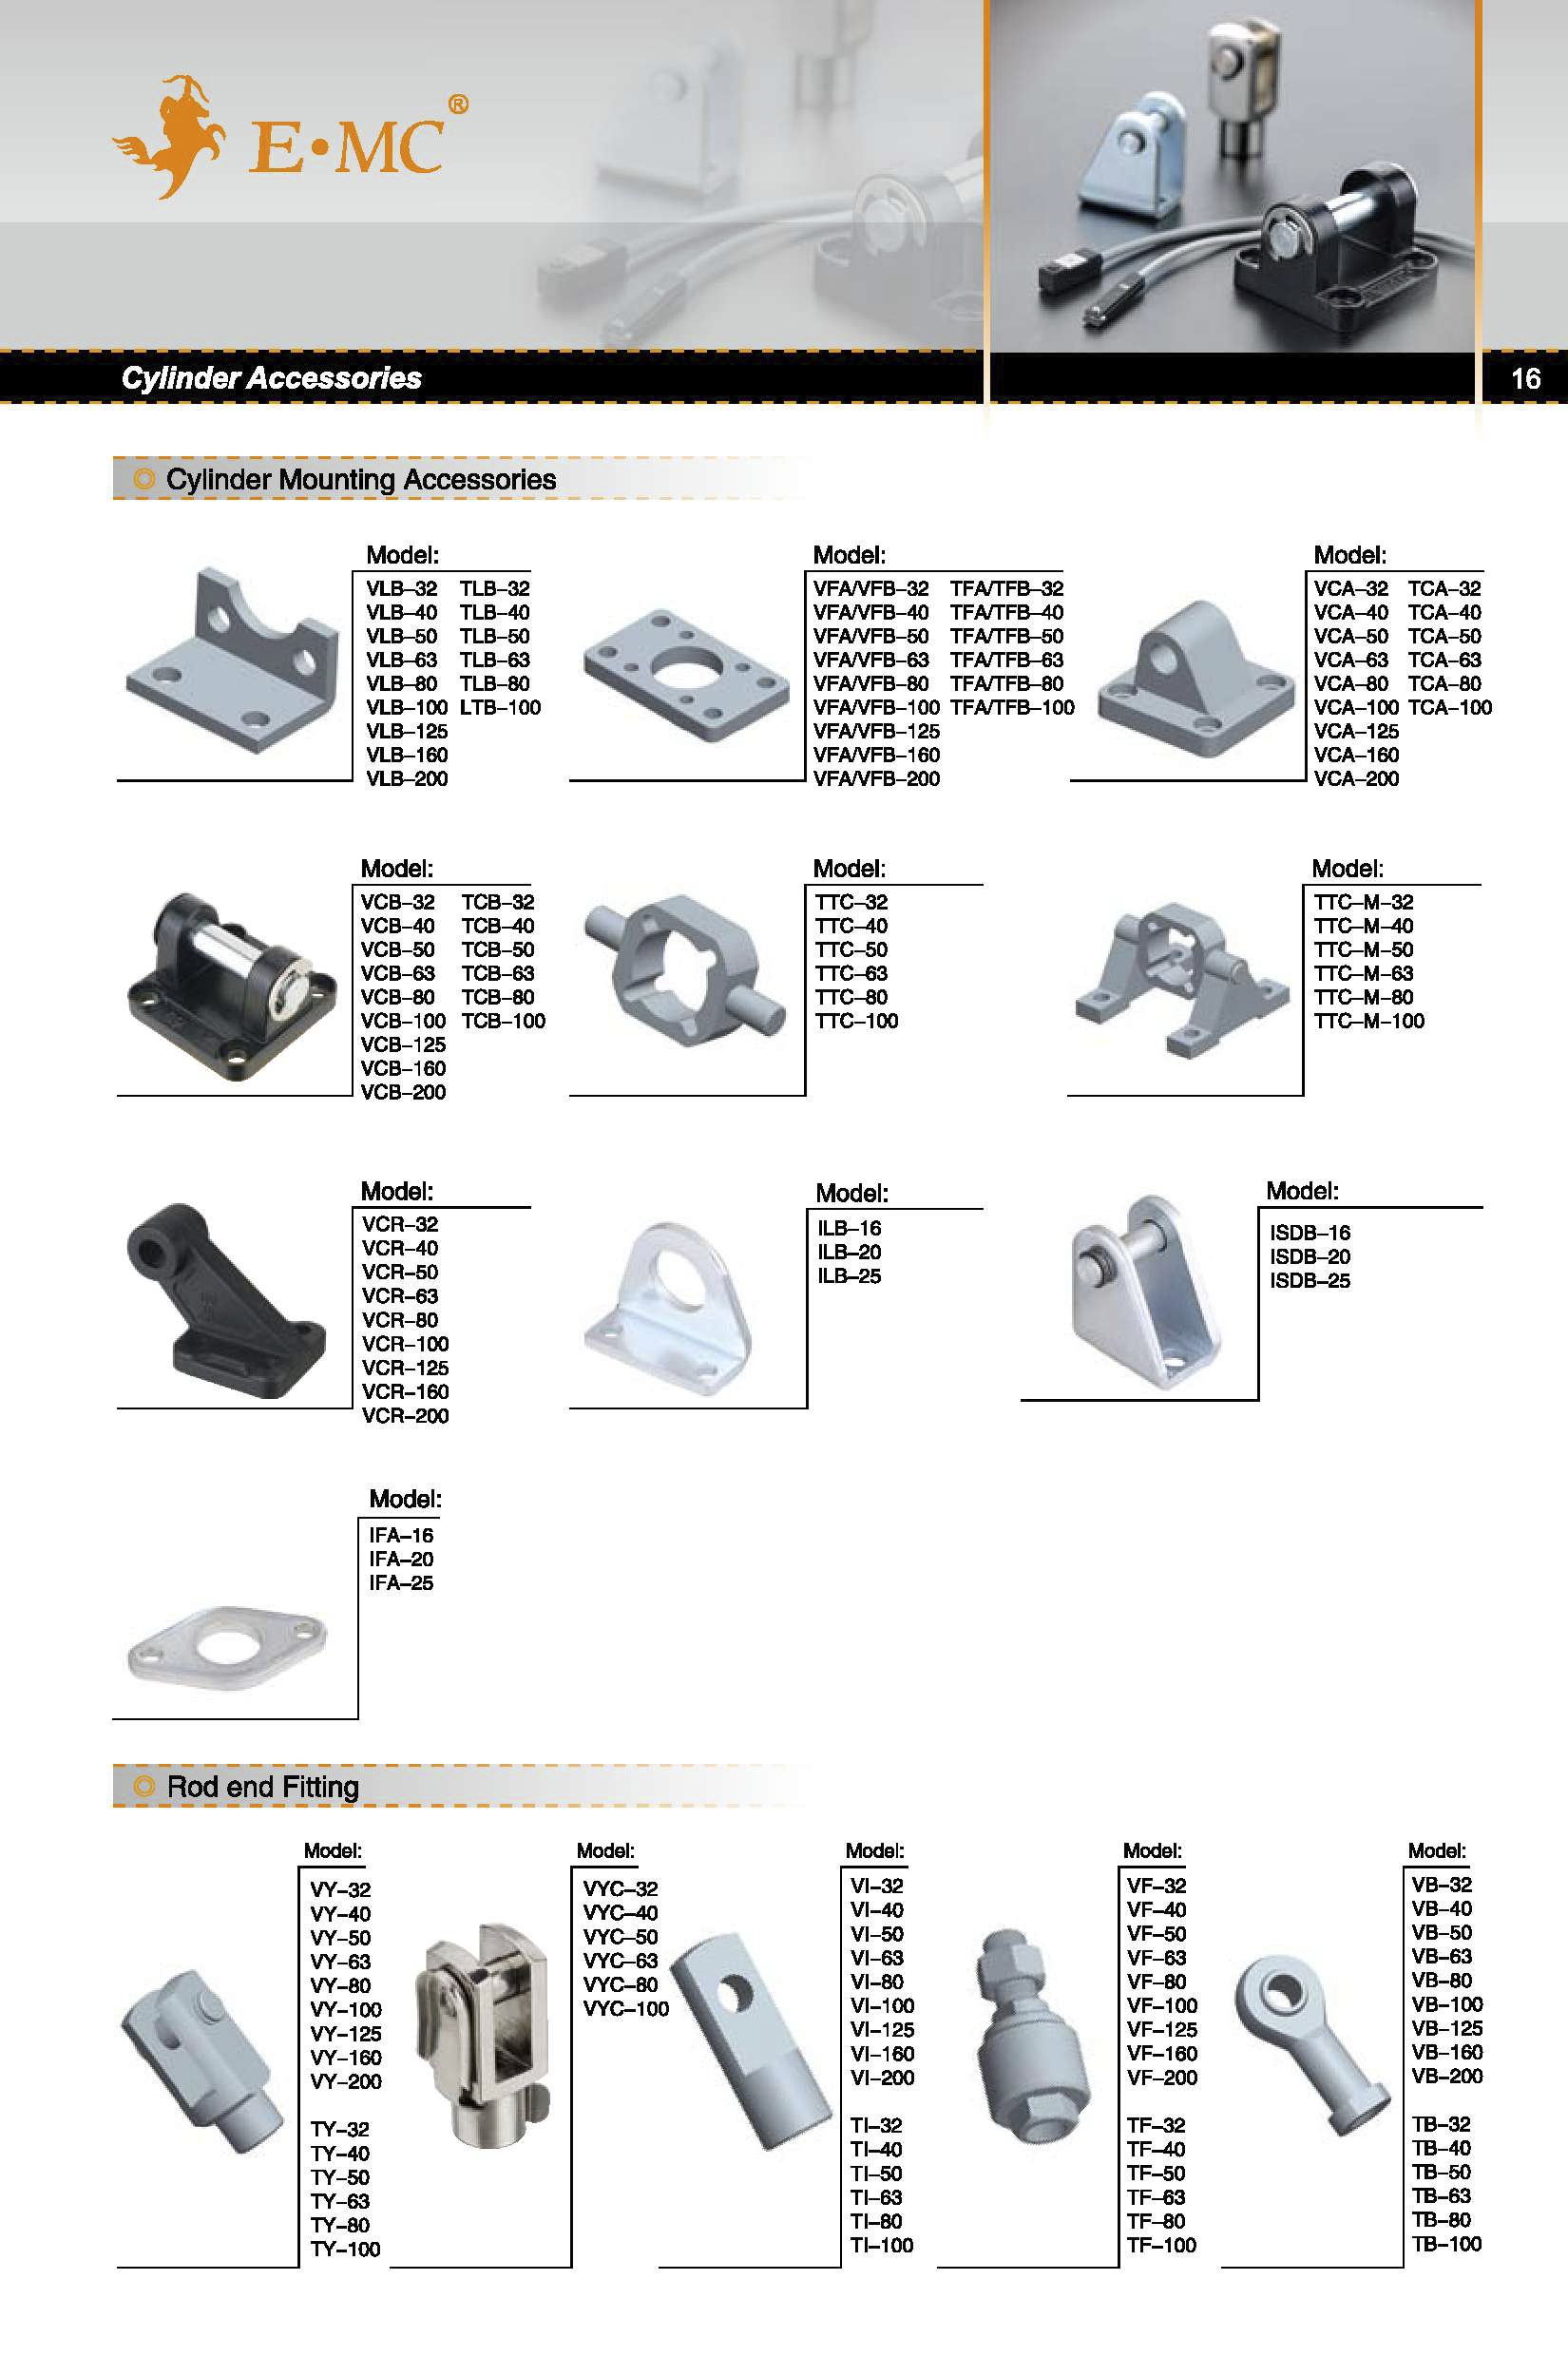 E•MC®
Cylinder Accessories
16
Cylinder Mounting Accessories
Model:
VLB–32 TLB–32
VLB–40 TLB–40
VLB–50 TLB–50
VLB–63 TLB–63
VLB–80 TLB–80
VLB–100 LTB–100
VLB–125
VLB–160
VLB–200
Model:
VFA/VFB–32 TFA/TFB–32
VFA/VFB–40 TFA/TFB–40
VFA/VFB–50 TFA/TFB–50
VFA/VFB–63 TFA/TFB–63
VFA/VFB–80 TFA/TFB–80
VFA/VFB–100 TFA/TFB–100
VFA/VFB–125
VFA/VFB–160
VFA/VFB–200
Model:
VCA–32 TCA–32
VCA–40 TCA–40
VCA–50 TCA–50
VCA–63 TCA–63
VCA–80 TCA–80
VCA–100 TCA–100
VCA–125
VCA–160
VCA–200
Model:
VCB–32 TCB–32
VCB–40 TCB–40
VCB–50 TCB–50
VCB–63 TCB–63
VCB–80 TCB–80
VCB–100 TCB–100
VCB–125
VCB–160
VCB–200
Model:
TTC–32
TTC–40
TTC–50
TTC–63
TTC–80
TTC–100
Model:
TTC–M–32
TTC–M–40
TTC–M–50
TTC–M–63
TTC–M–80
TTC–M–100
Model:
VCR–32
VCR–40
VCR–50
VCR–63
VCR–80
VCR–100
VCR–125
VCR–160
VCR–200
Model:
ILB–16
ILB–20
ILB–25
Model:
ISDB–16
ISDB–20
ISDB–25
Model:
IFA–16
IFA–20
IFA–25
Rod end Fitting
Model:
VY–32
VY–40
VY–50
VY–63
VY–80
VY–100
VY–125
VY–160
VY–200
TY–32
TY–40
TY–50
TY–63
TY–80
TY–100
Model:
VYC–32
VYC–40
VYC–50
VYC–63
VYC–80
VYC–100
Model:
VI–32
VI–40
VI–50
VI–63
VI–80
VI–100
VI–125
VI–160
VI–200
TI–32
TI–40
TI–50
TI–63
TI–80
TI–100
Model:
VF–32
VF–40
VF–50
VF–63
VF–80
VF–100
VF–125
VF–160
VF–200
TF–32
TF–40
TF–50
TF–63
TF–80
TF–100
Model:
VB–32
VB–40
VB–50
VB–63
VB–80
VB–100
VB–125
VB–160
VB–200
TB–32
TB–40
TB–50
TB–63
TB–80
TB–100